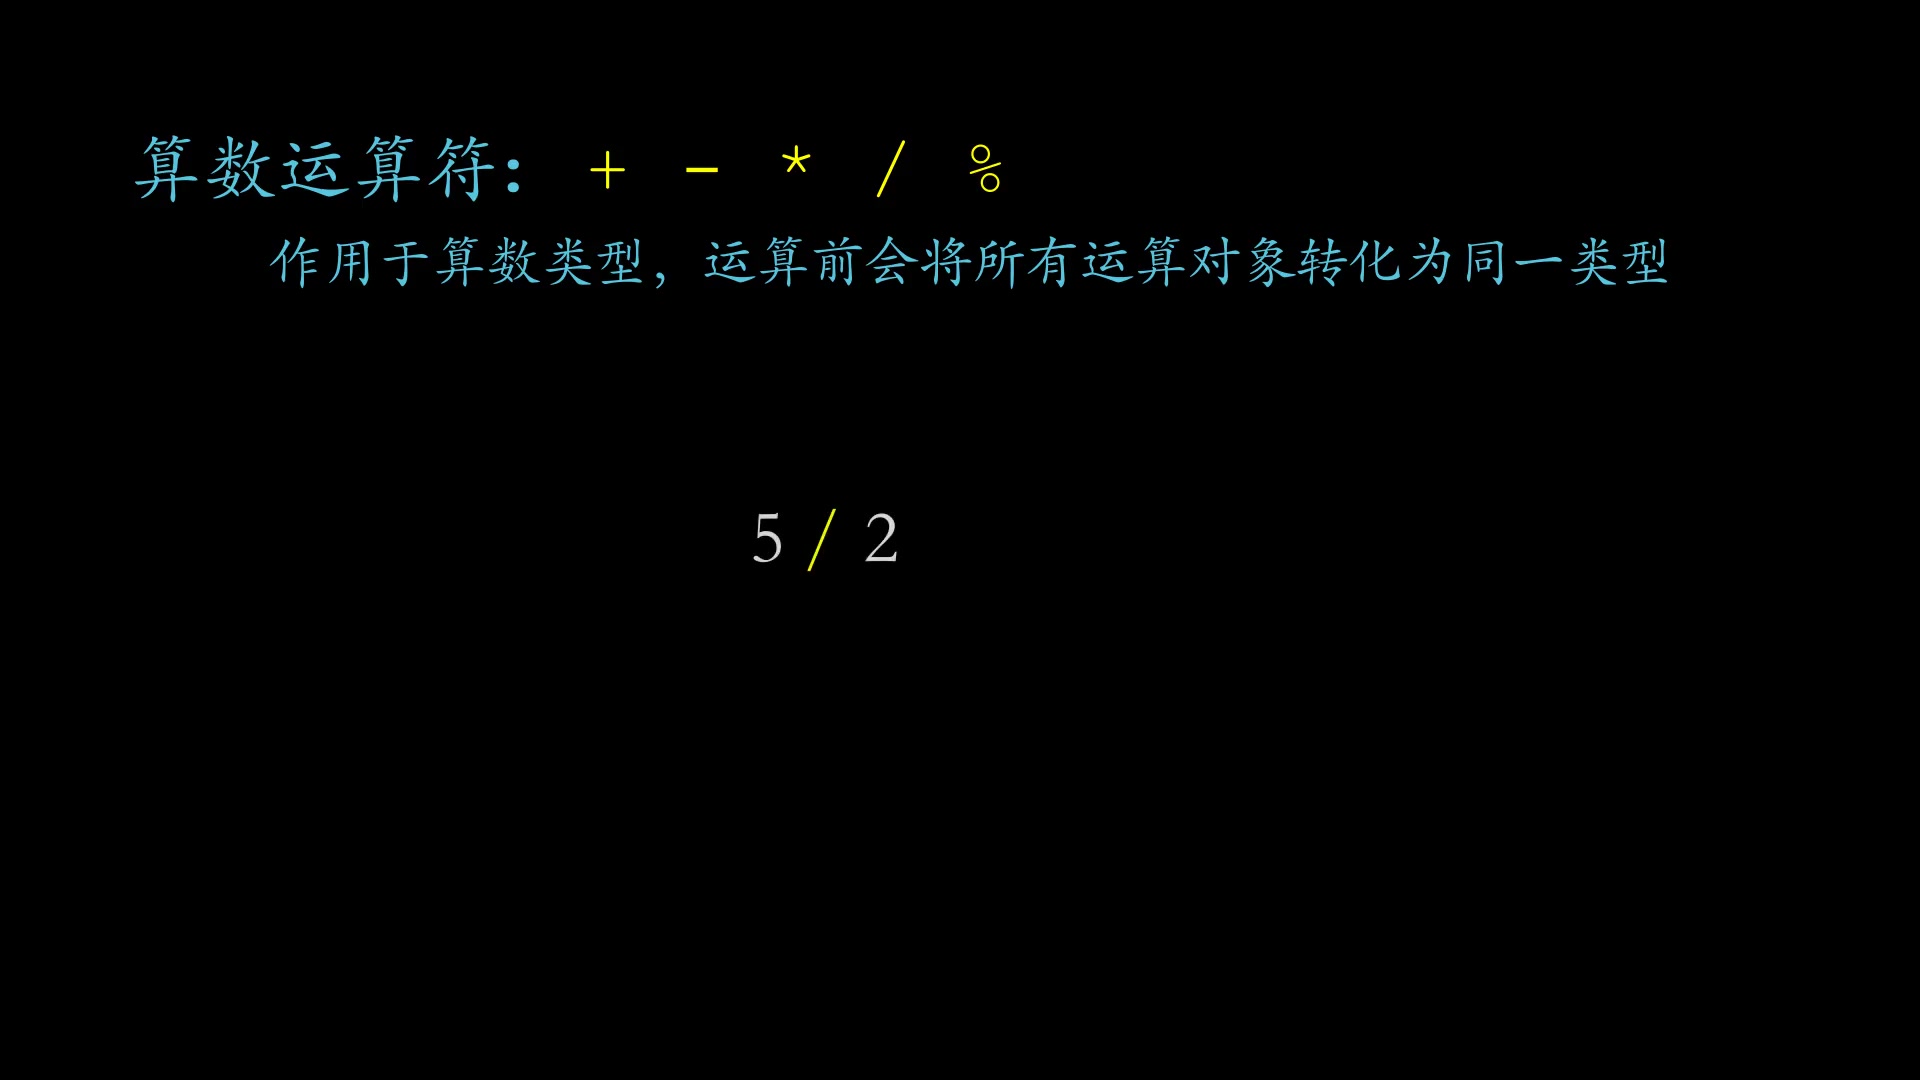 算数运算符： + - * / %
作用于算数类型，运算前会将所有运算对象转化为同一类型
5 / 2